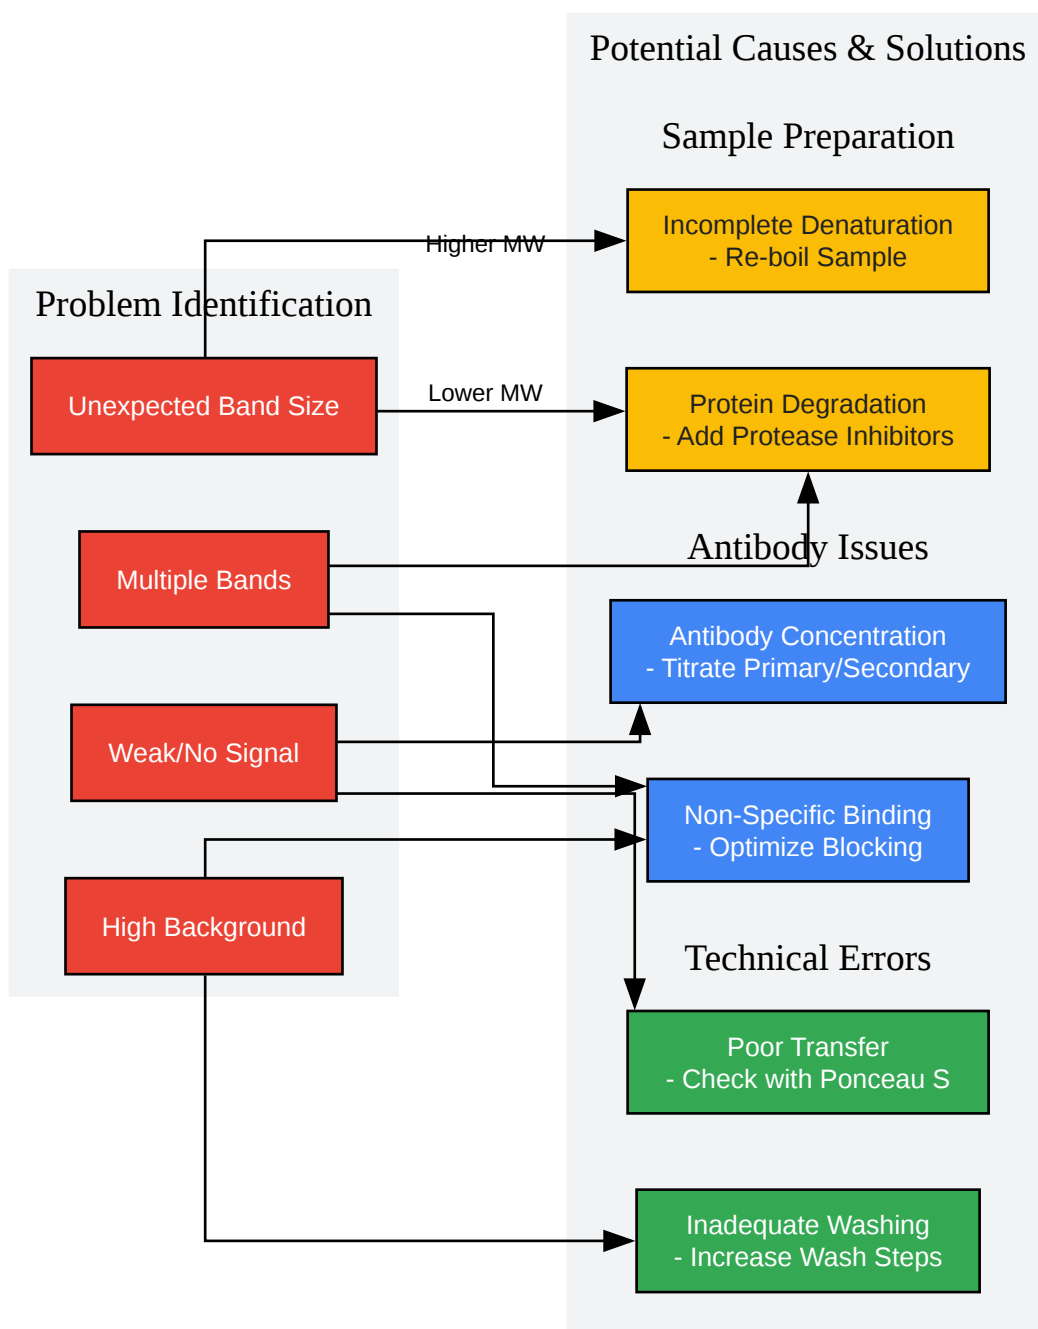 Potential Causes & Solutions
Sample Preparation
Incomplete Denaturation
- Re-boil Sample
Higher MW
Problem Identification
Unexpected Band Size
Lower MW
Protein Degradation
- Add Protease Inhibitors
Multiple Bands
Antibody Issues
Antibody Concentration
- Titrate Primary/Secondary
Weak/No Signal
Non-Specific Binding
- Optimize Blocking
High Background
Technical Errors
Poor Transfer
- Check with Ponceau S
Inadequate Washing
- Increase Wash Steps